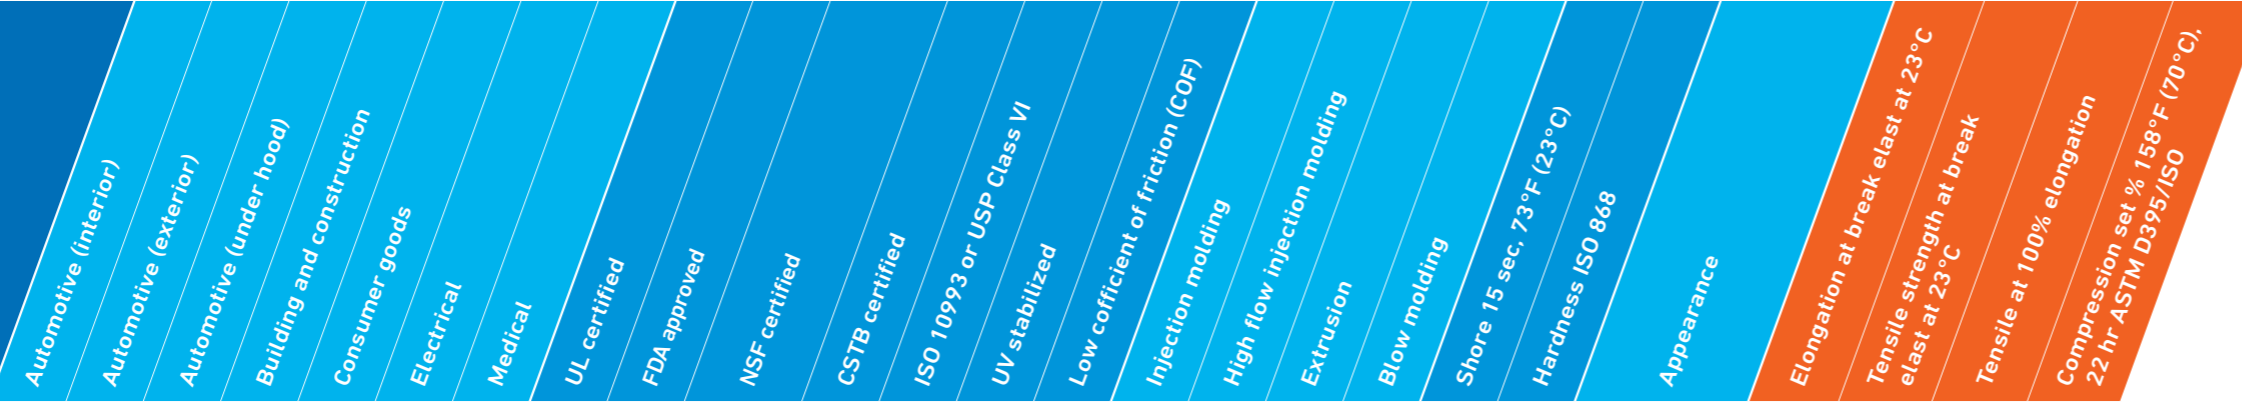 Automotive (interior)
Automotive (exterior)
Automotive (under hood)
Building and construction
Consumer goods
Electrical
Medical
UL certified
FDA approved
NSF certified
CSTB certified
ISO 10993 or USP Class VI
UV stabilized
Low cofficient of friction (COF)
Injection molding
High flow injection molding
Extrusion
Blow molding
Shore 15 sec, 73°F (23°C)
Hardness ISO 868
Appearance
Elongation at break elast at 23°C
Tensile strength at break
elast at 23°C
Tensile at 100% elongation
Compression set % 158°F (70°C),
22 hr ASTM D395/ISO